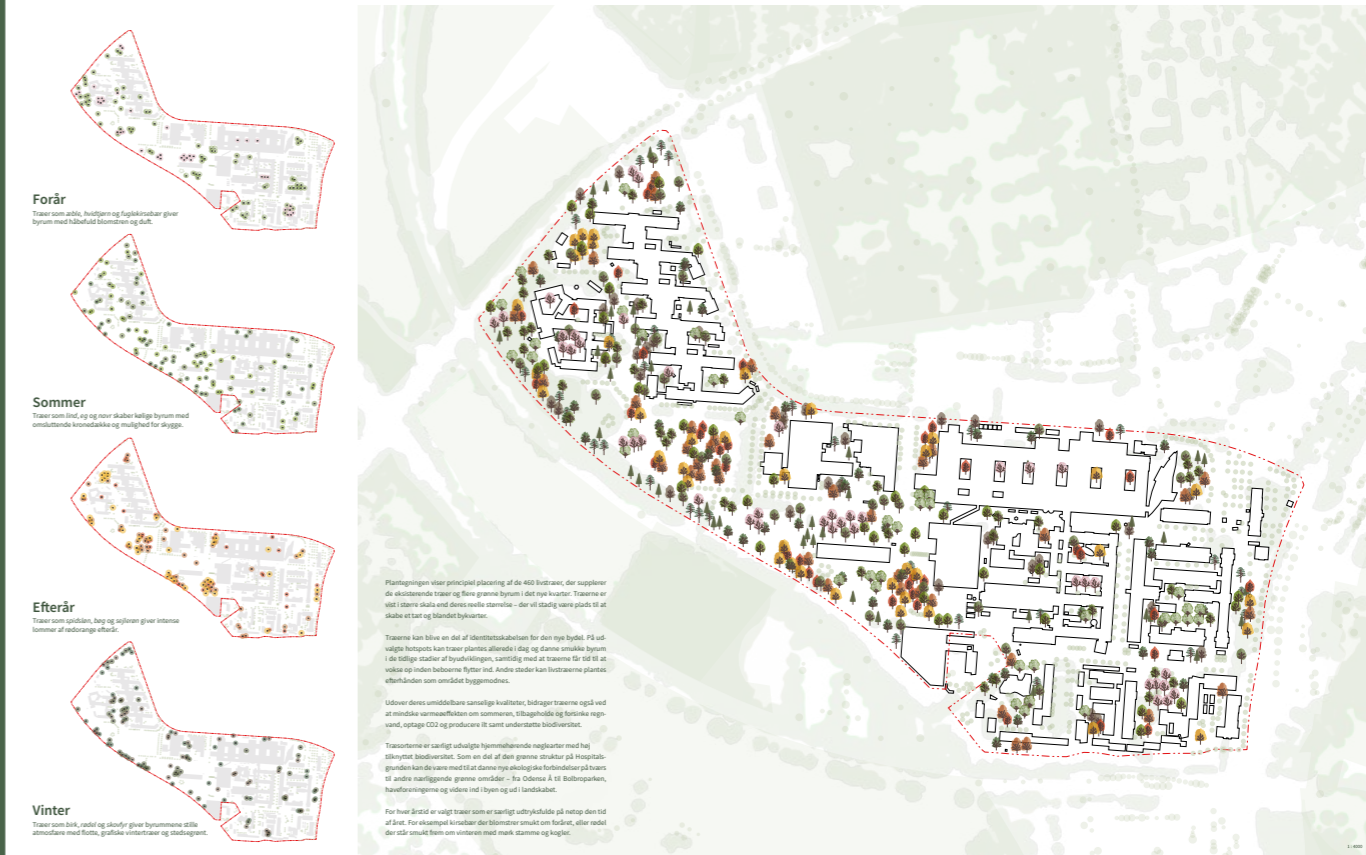 Forår
Træer som æble, hvidtjørn og fuglekirsebær giver
byrum med håbefuld blomstren og duft.
Sommer
Træer som lind, eg og navr skaber kølige byrum med
omsluttende kronedække og mulighed for skygge.
Efterår
Træer som spidsløn, bøg og sejlerøn giver intense
lommer af rødorange efterår.
Vinter
Træer som birk, rødel og skovfyr giver byrummene stille
atmosfære med flotte, grafiske vintertræer og stedsegrønt.
Plantegningen viser principiel placering af de 460 livstræer, der supplerer
de eksisterende træer og flere grønne byrum i det nye kvarter. Træerne er
vist i større skala end deres reelle størrelse – der vil stadig være plads til at
skabe et tæt og blandet bykvarter.
Træerne kan blive en del af identitetsskabelsen for den nye bydel. På ud-
valgte hotspots kan træer plantes allerede i dag og danne smukke byrum
i de tidlige stadier af byudviklingen, samtidig med at træerne får tid til at
vokse op inden beboerne flytter ind. Andre steder kan livstræerne plantes
efterhånden som området byggemodnes.
Udover deres umiddelbare sanselige kvaliteter, bidrager træerne også ved
at mindske varmeeffekten om sommeren, tilbageholde og forsinke regn-
vand, optage CO2 og producere ilt samt understøtte biodiversitet.
Træsorterne er særligt udvalgte hjemmehørende nøglearter med høj
tilknyttet biodiversitet. Som en del af den grønne struktur på Hospitals-
grunden kan de være med til at danne nye økologiske forbindelser på tværs
til andre nærliggende grønne områder – fra Odense Å til Bolbroparken,
haveforeningerne og videre ind i byen og ud i landskabet.
For hver årstid er valgt træer som er særligt udtryksfulde på netop den tid
af året. For eksempel kirsebær der blomstrer smukt om foråret, eller rødel
der står smukt frem om vinteren med mørk stamme og kogler.